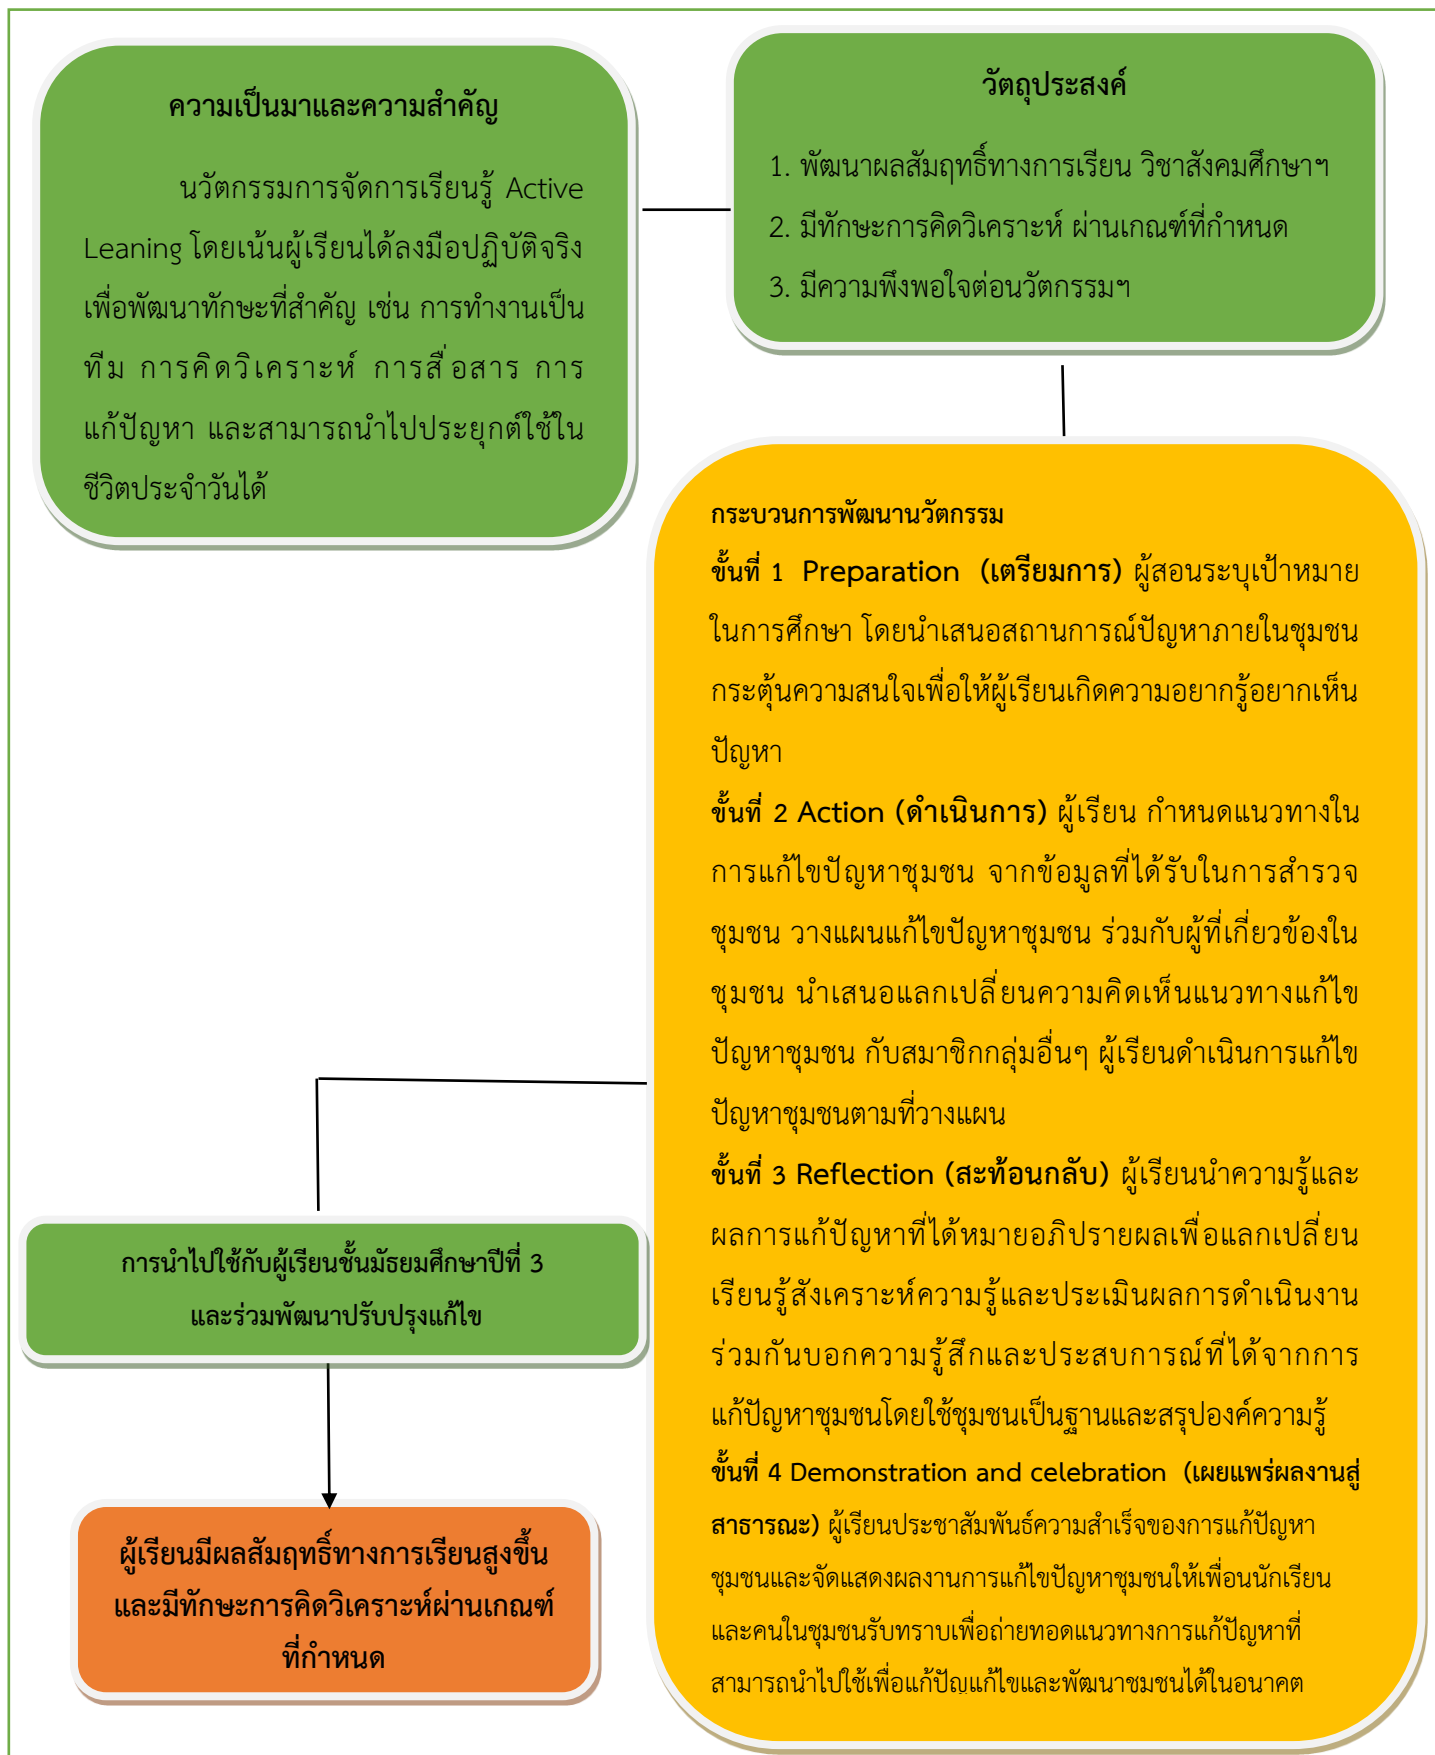 ความเป็นมาและความสำคัญ
นวัตกรรมการจัดการเรียนรู้ Active
Leaning โดยเน้นผู้เรียนได้ลงมือปฏิบัติจริง
เพื่อพัฒนาทักษะที่สำคัญ เช่น การทำงานเป็น
ทีม การคิดวิเคราะห์ การสื่อสาร การ
แก้ปัญหา และสามารถนำไปประยุกต์ใช้ใน
ชีวิตประจำวันได้
วัตถุประสงค์
1. พัฒนาผลสัมฤทธิ์ทางการเรียน วิชาสังคมศึกษาฯ
2. มีทักษะการคิดวิเคราะห์ ผ่านเกณฑ์ที่กำหนด
3. มีความพึงพอใจต่อนวัตกรรมฯ
กระบวนการพัฒนานวัตกรรม
ขั้นที่ 1 Preparation (เตรียมการ) ผู้สอนระบุเป้าหมาย
ในการศึกษา โดยนำเสนอสถานการณ์ปัญหาภายในชุมชน
กระตุ้นความสนใจเพื่อให้ผู้เรียนเกิดความอยากรู้อยากเห็น
ปัญหา
ขั้นที่ 2 Action (ดำเนินการ) ผู้เรียน กำหนดแนวทางใน
การแก้ไขปัญหาชุมชน จากข้อมูลที่ได้รับในการสำรวจ
ชุมชน วางแผนแก้ไขปัญหาชุมชน ร่วมกับผู้ที่เกี่ยวข้องใน
ชุมชน นำเสนอแลกเปลี่ยนความคิดเห็นแนวทางแก้ไข
ปัญหาชุมชน กับสมาชิกกลุ่มอื่นๆ ผู้เรียนดำเนินการแก้ไข
ปัญหาชุมชนตามที่วางแผน
ขั้นที่ 3 Reflection (สะท้อนกลับ) ผู้เรียนนำความรู้และ
ผลการแก้ปัญหาที่ได้หมายอภิปรายผลเพื่อแลกเปลี่ยน
เรียนรู้สังเคราะห์ความรู้และประเมินผลการดำเนินงาน
ร่วมกันบอกความรู้สึกและประสบการณ์ที่ได้จากการ
แก้ปัญหาชุมชนโดยใช้ชุมชนเป็นฐานและสรุปองค์ความรู้
ขั้นที่ 4 Demonstration and celebration (เผยแพร่ผลงานสู่
สาธารณะ) ผู้เรียนประชาสัมพันธ์ความสำเร็จของการแก้ปัญหา
ชุมชนและจัดแสดงผลงานการแก้ไขปัญหาชุมชนให้เพื่อนนักเรียน
และคนในชุมชนรับทราบเพื่อถ่ายทอดแนวทางการแก้ปัญหาที่
สามารถนำไปใช้เพื่อแก้ปัญแก้ไขและพัฒนาชุมชนได้ในอนาคต
การนำไปใช้กับผู้เรียนชั้นมัธยมศึกษาปีที่ 3
และร่วมพัฒนาปรับปรุงแก้ไข
ผู้เรียนมีผลสัมฤทธิ์ทางการเรียนสูงขึ้น
และมีทักษะการคิดวิเคราะห์ผ่านเกณฑ์
ที่กำหนด